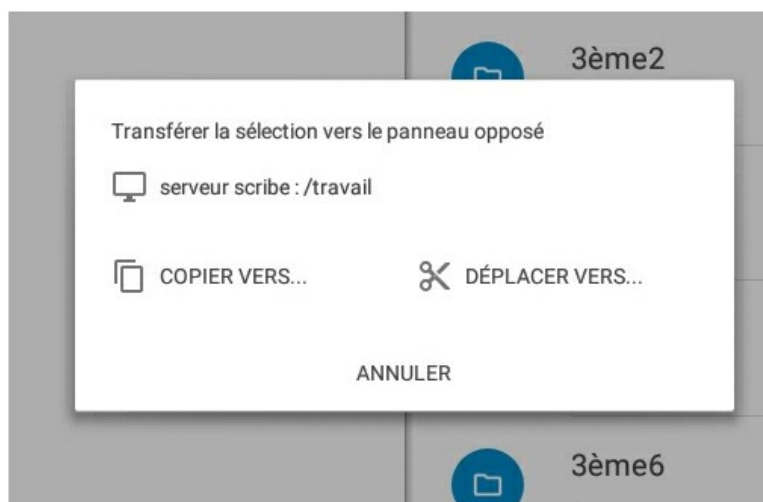 3ème2
Transférer la sélection vers le panneau opposé
serveur scribe : /travail
COPIER VERS...
DÉPLACER VERS...
ANNULER
3ème6